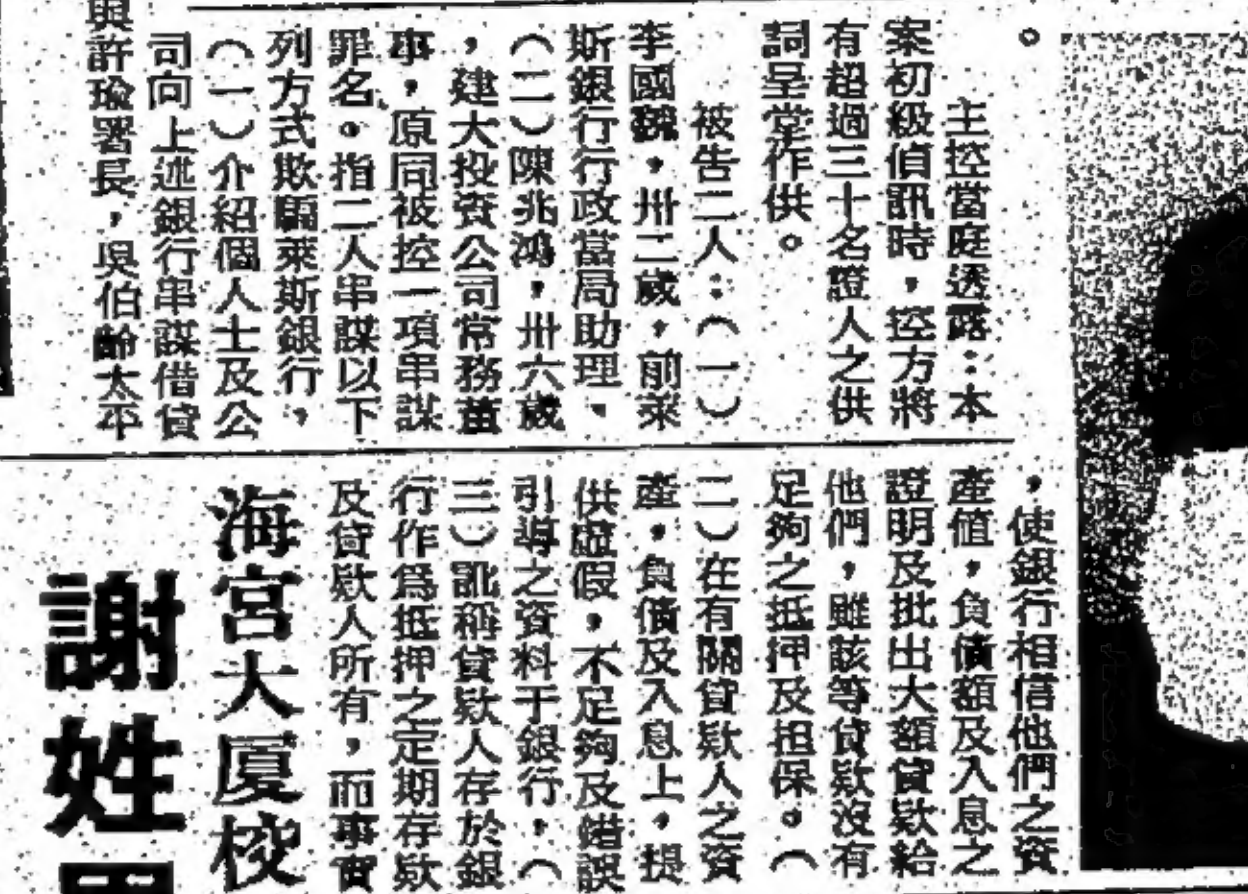 。
主控當庭透露：本
案初級偵訊時，控方將
有超過三十名證人之供
詞呈堂作供。
被告二人：（一）
李國麟，卅二歲，前萊
斯銀行行政當局助理。
（二）陳兆鴻，卅六歲
，建大投資公司常務董
事，原同被控一項串謀
罪名。指二人串謀以下
列方式欺騙萊斯銀行，
（一）介紹個人士及公
司向上述銀行串謀借貸
與許瑜署長，吳伯齡太平
，使銀行相信他們之資
產值，負債額及入息之
證明及批出大額貸欵給
他們，雖該等貸欵沒有
足夠之抵押及担保。（
二）在有關貸欵人之資
產，負債及入息上，提
供虛假，不足夠及錯誤
引導之資料于銀行，（
三）訛稱貸欵人存於銀
行作爲抵押之定期存欵
及貸欵人所有，而事實
海宮大厦
謝姓